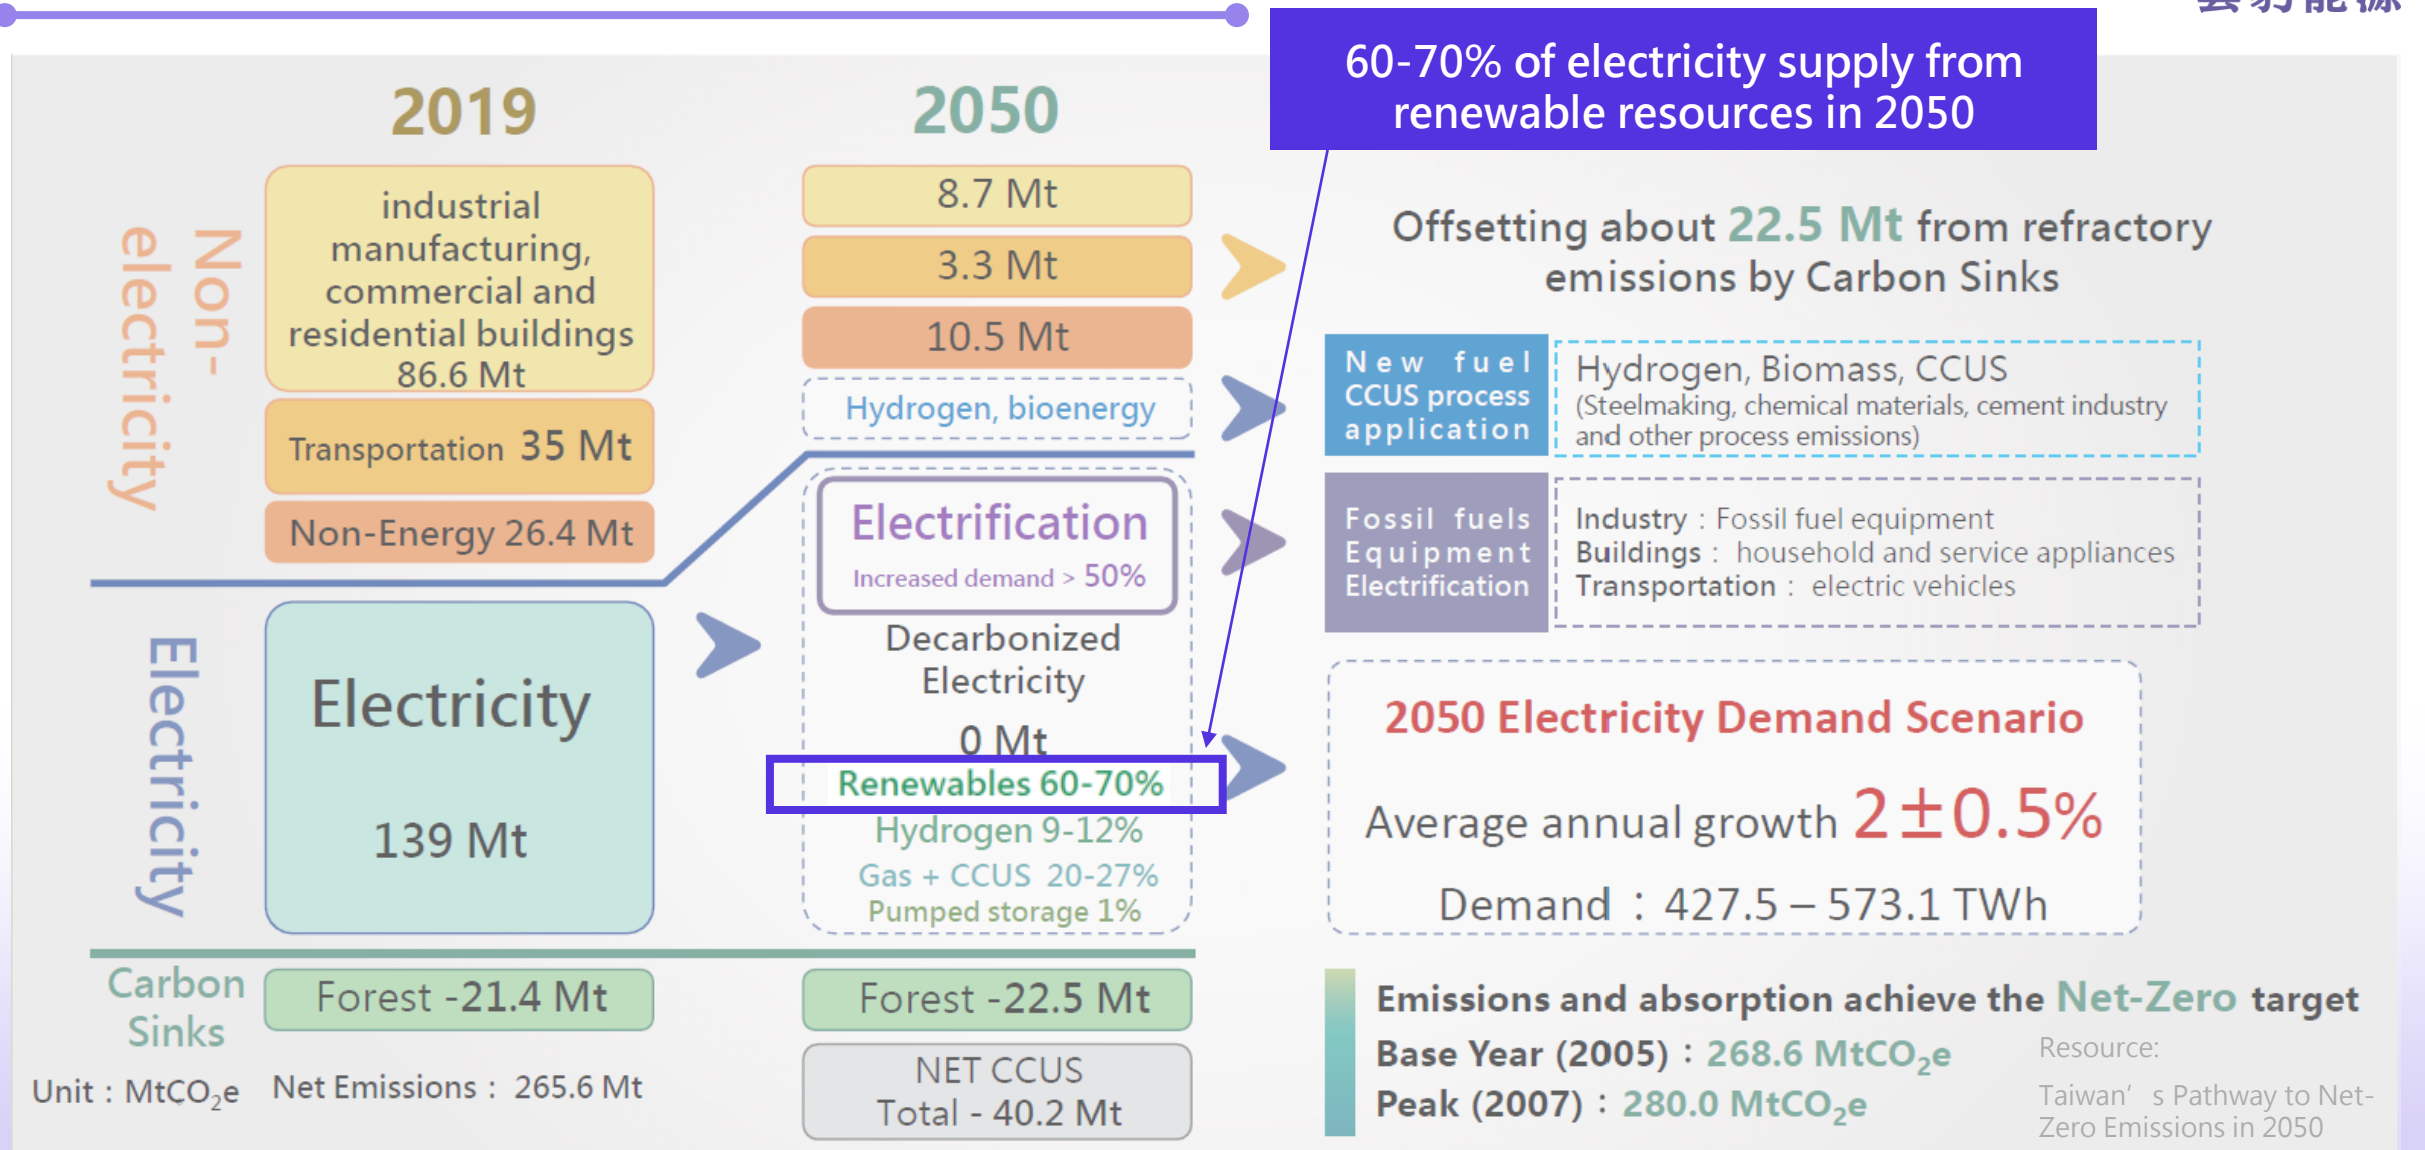 雲豹能源
60-70% of electricity supply from
renewable resources in 2050
2019
2050
Non-
electricity
industrial
manufacturing,
commercial and
residential buildings
86.6 Mt
Transportation 35 Mt
Non-Energy 26.4 Mt
8.7 Mt
3.3 Mt
10.5 Mt
Hydrogen, bioenergy
Offsetting about 22.5 Mt from refractory
emissions by Carbon Sinks
New fuel
CCUS process
application
Hydrogen, Biomass, CCUS
(Steelmaking, chemical materials, cement industry
and other process emissions)
Fossil fuels
Equipment
Electrification
Industry : Fossil fuel equipment
Buildings : household and service appliances
Transportation : electric vehicles
Electricity
Electricity
139 Mt
Electrification
Increased demand > 50%
Decarbonized
Electricity
0 Mt
Renewables 60-70%
Hydrogen 9-12%
Gas + CCUS 20-27%
Pumped storage 1%
2050 Electricity Demand Scenario
Average annual growth 2±0.5%
Demand : 427.5 – 573.1 TWh
Carbon
Sinks
Forest -21.4 Mt
Forest -22.5 Mt
Unit : MtCO₂e
Net Emissions : 265.6 Mt
NET CCUS
Total - 40.2 Mt
Emissions and absorption achieve the Net-Zero target
Base Year (2005) : 268.6 MtCO₂e
Peak (2007) : 280.0 MtCO₂e
Resource:
Taiwan' s Pathway to Net-
Zero Emissions in 2050